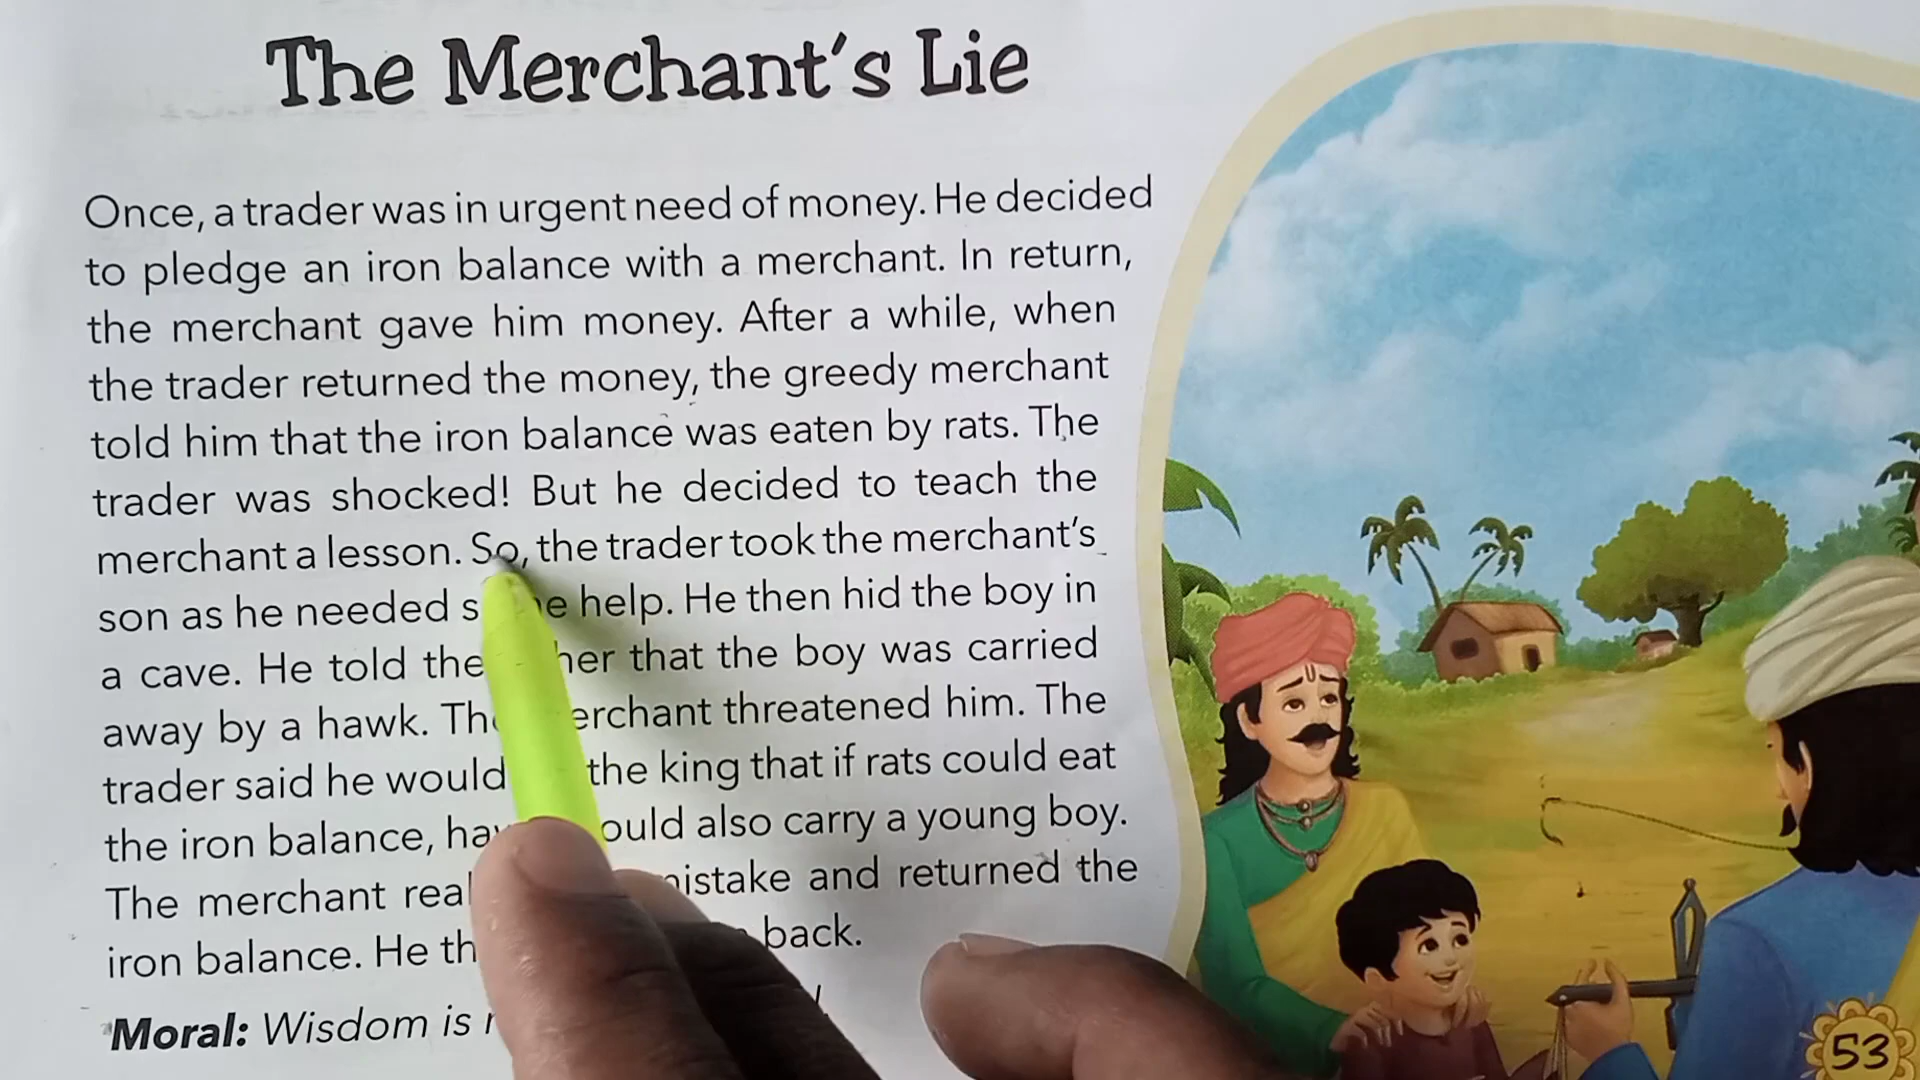 The Merchant's Lie
Once, a trader was in urgent need of money. He decided
to pledge an iron balance with a merchant. In return,
the merchant gave him money. After a while, when
the trader returned the money, the greedy merchant
told him that the iron balance was eaten by rats. The
trader was shocked! But he decided to teach the
merchant a lesson. So, the trader took the merchant's
son as he needed help. He then hid the boy in
a cave. He told the that the boy was carried
away by a hawk. merchant threatened him. The
trader said he would the king that if rats could eat
the iron balance, could also carry a young boy.
The merchant mistake and returned the
iron balance. He back.
Moral: Wisdom is
53